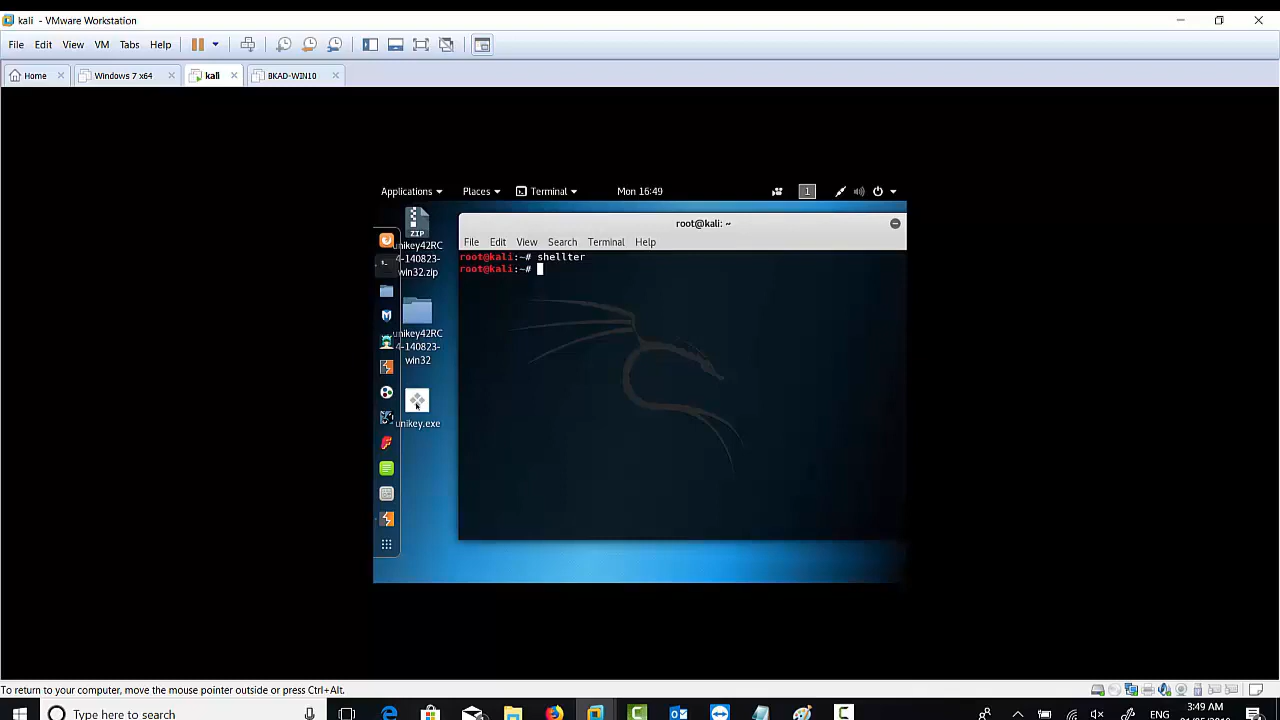 kali - VMware Workstation
File Edit View VM Tabs Help
Home Windows 7 x64 kali BKAD-WIN10
Applications Places Terminal Mon 16:49 1
root@kali: ~
File Edit View Search Terminal Help
root@kali:~# shellter
root@kali:~#
ZIP
unikey42RC
4-140823-
win32.zip
unikey42RC
4-140823-
win32
unikey.exe
To return to your computer, move the mouse pointer outside or press Ctrl+Alt.
Type here to search
ENG
3:49 AM